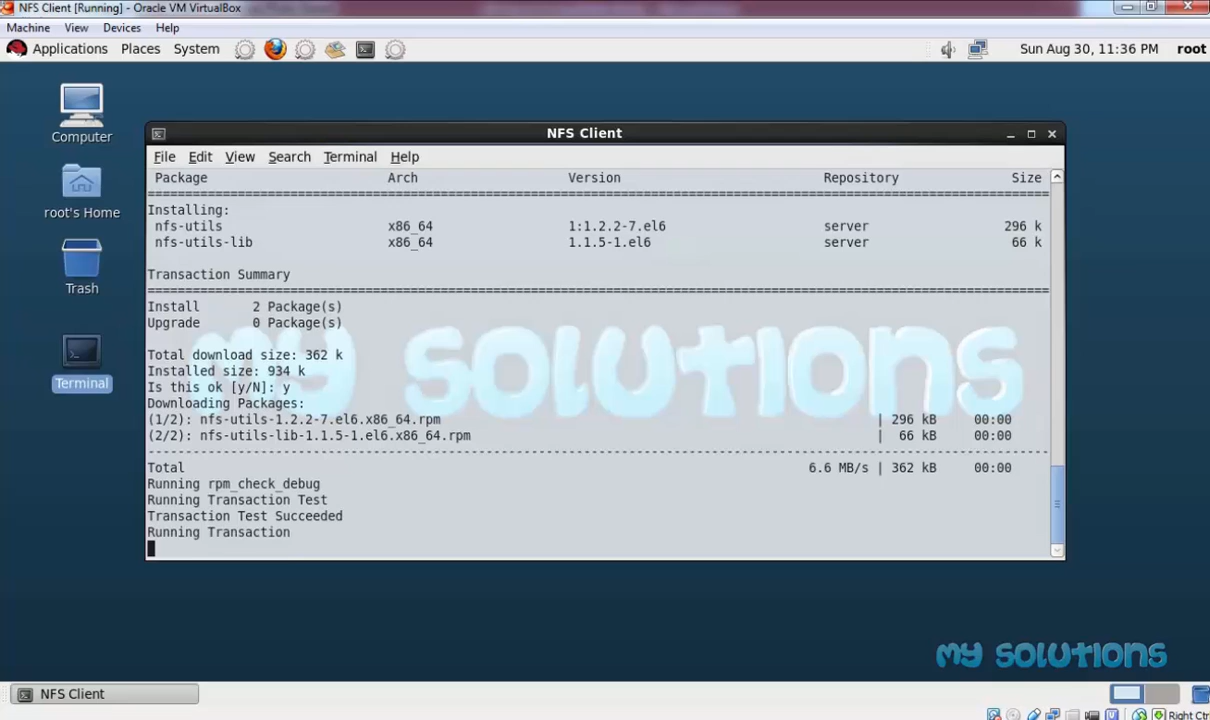 NFS Client [Running] - Oracle VM VirtualBox
Machine View Devices Help
Applications Places System Sun Aug 30, 11:36 PM root
Computer
root's Home
Trash
Terminal
NFS Client
File Edit View Search Terminal Help
Package Arch Version Repository Size
================================================================================
Installing:
nfs-utils x86_64 1:1.2.2-7.el6 server 296 k
nfs-utils-lib x86_64 1.1.5-1.el6 server 66 k
Transaction Summary
================================================================================
Install 2 Package(s)
Upgrade 0 Package(s)
Total download size: 362 k
Installed size: 934 k
Is this ok [y/N]: y
Downloading Packages:
(1/2): nfs-utils-1.2.2-7.el6.x86_64.rpm | 296 kB 00:00
(2/2): nfs-utils-lib-1.1.5-1.el6.x86_64.rpm | 66 kB 00:00
--------------------------------------------------------------------------------
Total 6.6 MB/s | 362 kB 00:00
Running rpm_check_debug
Running Transaction Test
Transaction Test Succeeded
Running Transaction
my solutions
my solutions
NFS Client
Right Ctr